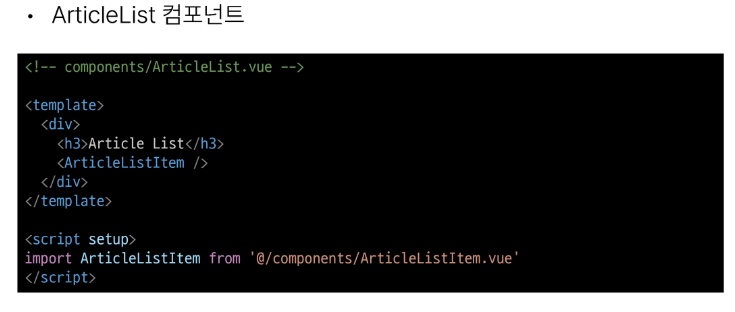 • ArticleList 컴포넌트
<!-- components/ArticleList.vue -->
<template>
<div>
<h3>Article List</h3>
<ArticleListItem />
</div>
</template>
<script setup>
import ArticleListItem from '@/components/ArticleListItem.vue'
</script>